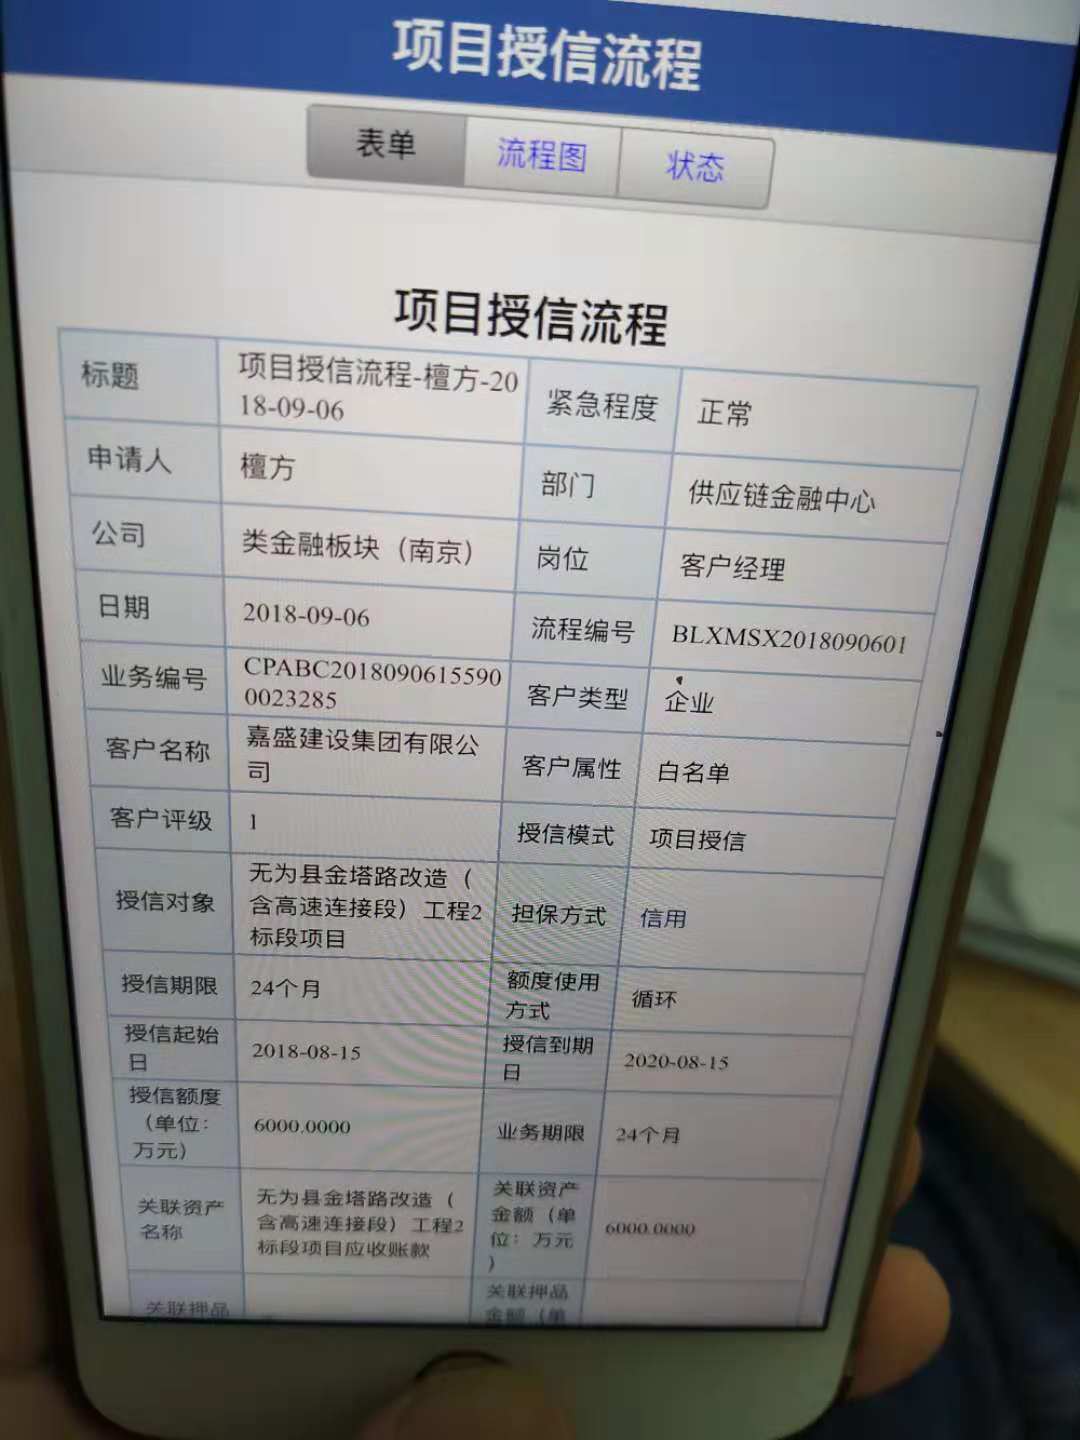 项目授信流程
表单 流程图 状态
项目授信流程
标题 项目授信流程-檀方-20
18-09-06 紧急程度 正常
申请人 檀方 部门 供应链金融中心
公司 类金融板块（南京） 岗位 客户经理
日期 2018-09-06 流程编号 BLXMSX2018090601
业务编号 CPABC2018090615590
0023285 客户类型 企业
客户名称 嘉盛建设集团有限公
司 客户属性 白名单
客户评级 1 授信模式 项目授信
授信对象 无为县金塔路改造（
含高速连接段）工程2
标段项目 担保方式 信用
授信期限 24个月 额度使用
方式 循环
授信起始
日 2018-08-15 授信到期
日 2020-08-15
授信额度
（单位：
万元） 6000.0000 业务期限 24个月
关联资产
名称 无为县金塔路改造（
含高速连接段）工程2
标段项目应收账款 关联资产
金额（单
位：万元
） 6000.0000
关联押品 关联押品
金额（单